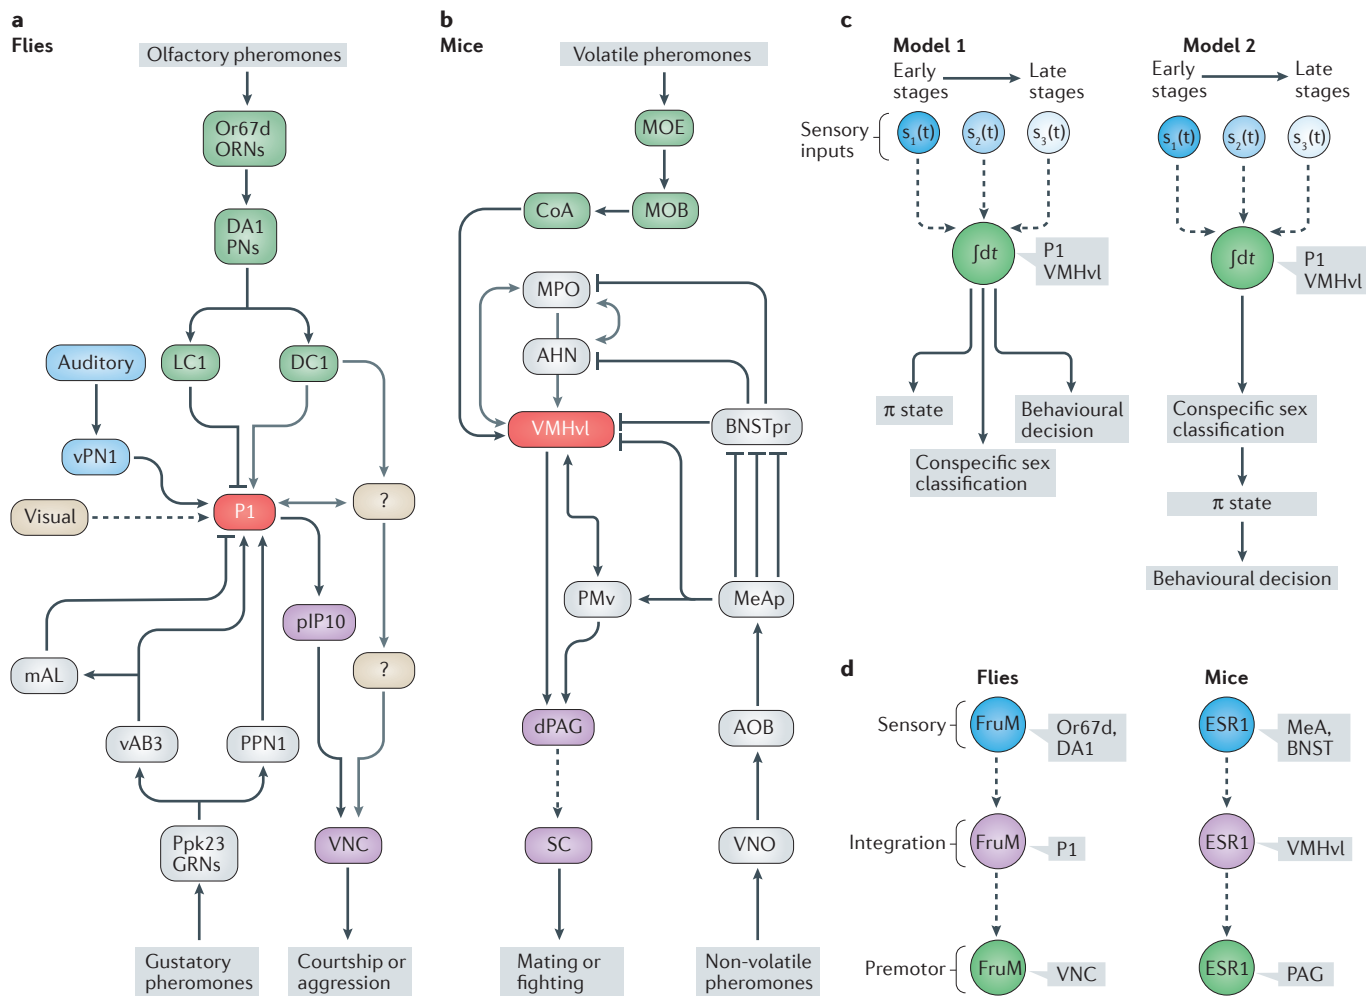 a
Flies
Olfactory pheromones
Or67d
ORNs
DA1
PNs
Auditory
LC1
DC1
vPN1
Visual
P1
?
pIP10
mAL
?
vAB3
PPN1
Ppk23
GRNs
VNC
Gustatory
pheromones
Courtship or
aggression
b
Mice
Volatile pheromones
MOE
CoA
MOB
MPO
AHN
VMHvl
BNSTpr
PMv
MeAp
dPAG
AOB
SC
VNO
Mating or
fighting
Non-volatile
pheromones
c
Model 1
Early
stages
Late
stages
Sensory
inputs
s1(t)
s2(t)
s3(t)
∫dt
P1
VMHvl
π state
Behavioural
decision
Conspecific sex
classification
Model 2
Early
stages
Late
stages
s1(t)
s2(t)
s3(t)
∫dt
P1
VMHvl
Conspecific sex
classification
π state
Behavioural decision
d
Flies
Mice
Sensory
FruM
Or67d,
DA1
ESR1
MeA,
BNST
Integration
FruM
P1
ESR1
VMHvl
Premotor
FruM
VNC
ESR1
PAG